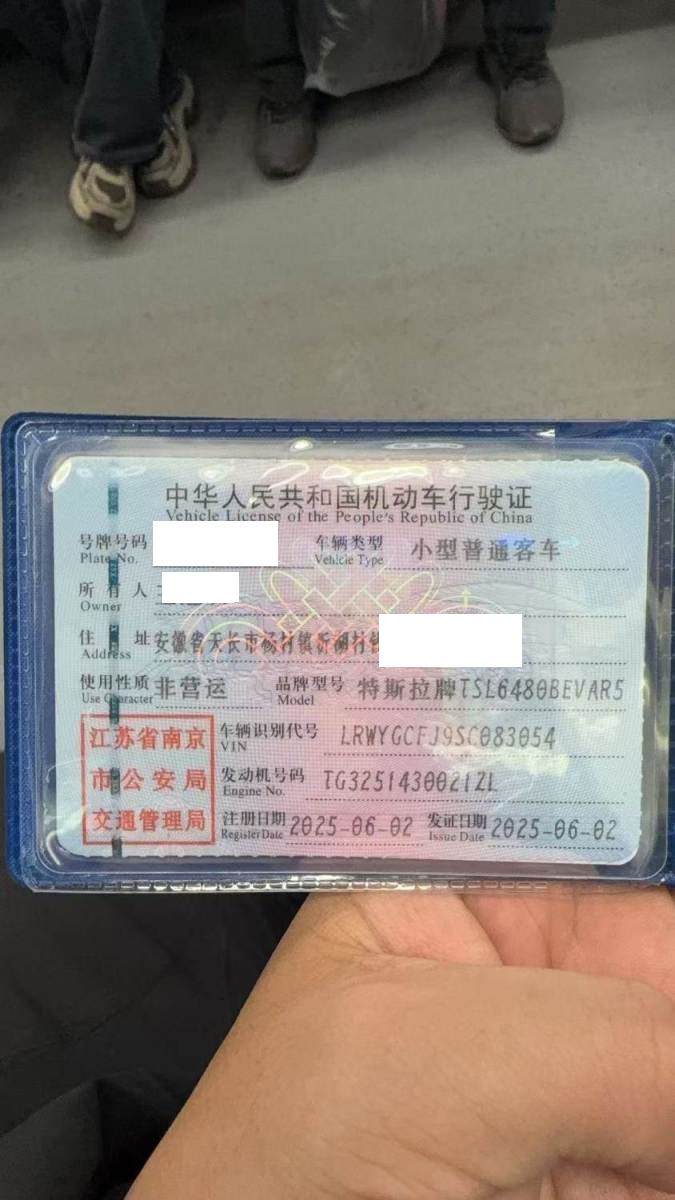 中华人民共和国机动车行驶证
Vehicle License of the People's Republic of China
号牌号码
Plate No.
车辆类型 小型普通客车
Vehicle Type
所有人
Owner
住址 安徽省天长市杨村镇
Address
使用性质 非营运
Use Character
品牌型号 特斯拉牌TSL6480BEVAR5
Model
江苏省南京
市公安局
交通管理局
车辆识别代号 LRWYGCFJ9SC083054
VIN
发动机号码 TG3251430021ZL
Engine No.
注册日期 2025-06-02
Register Date
发证日期 2025-06-02
Issue Date